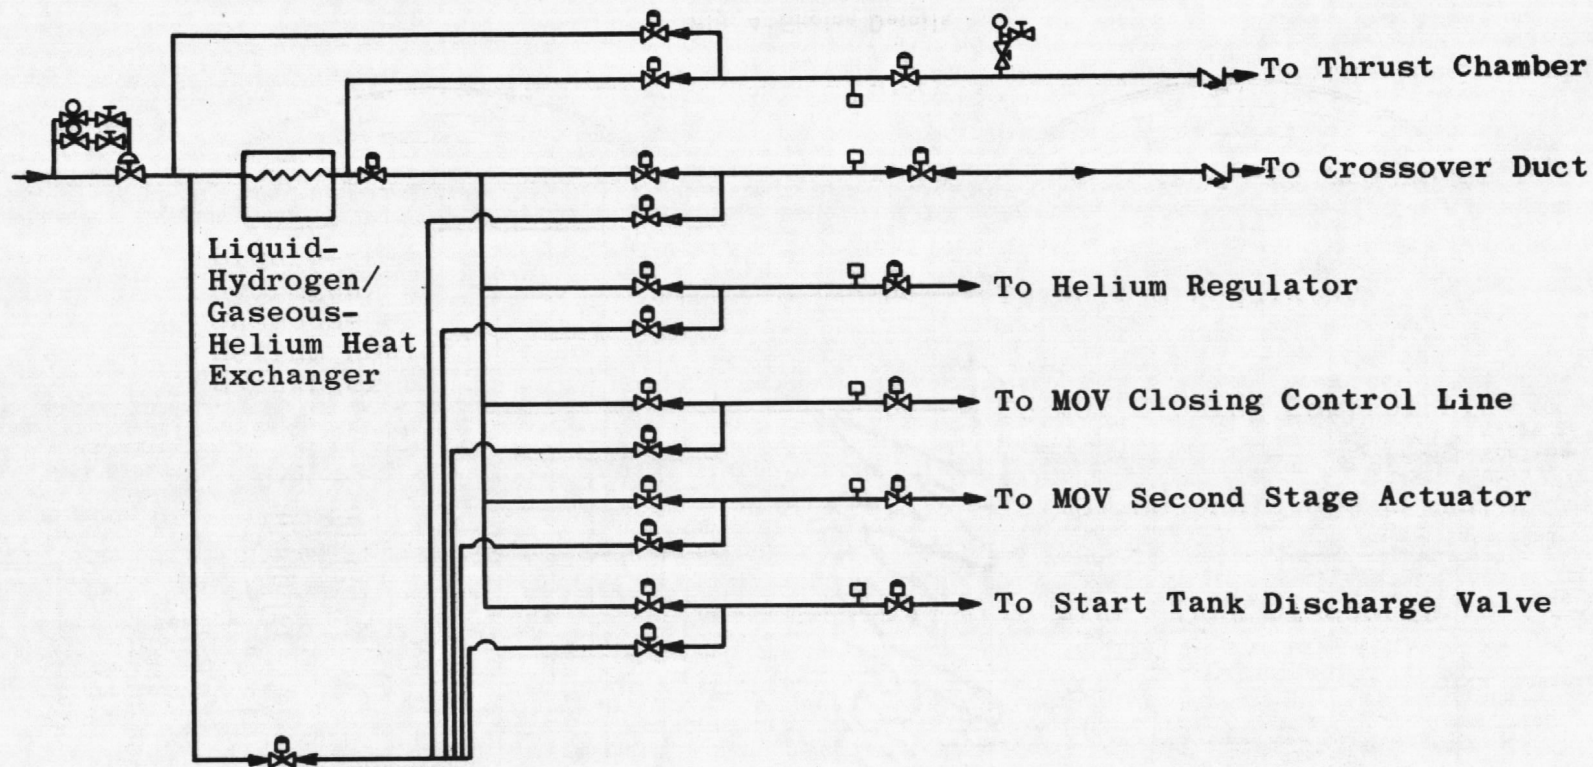 To Thrust Chamber
To Crossover Duct
Liquid-
Hydrogen/
Gaseous-
Helium Heat
Exchanger
To Helium Regulator
To MOV Closing Control Line
To MOV Second Stage Actuator
To Start Tank Discharge Valve